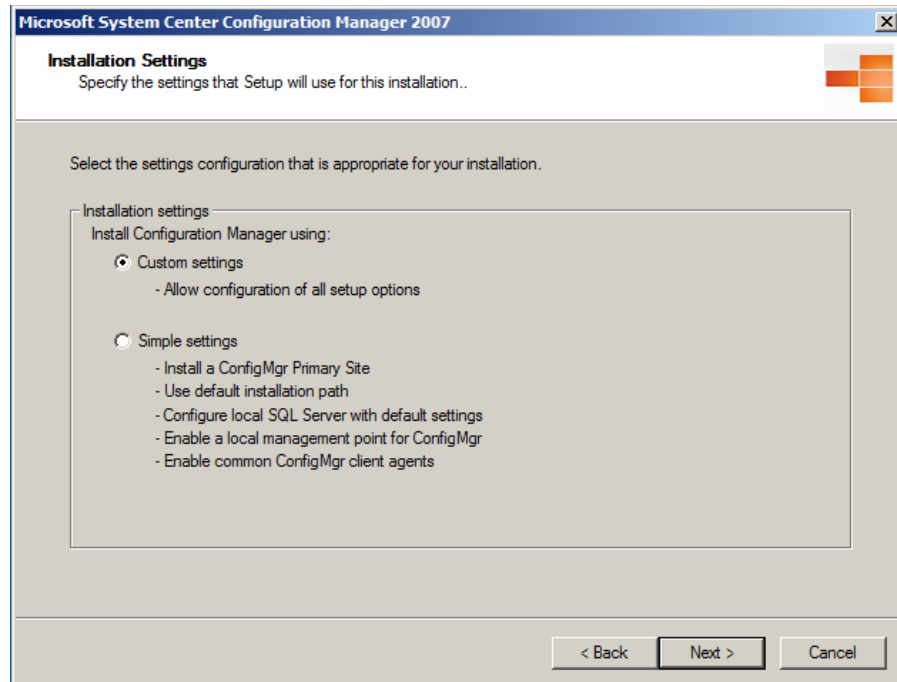 Microsoft System Center Configuration Manager 2007
Installation Settings
Specify the settings that Setup will use for this installation..
Select the settings configuration that is appropriate for your installation.
Installation settings
Install Configuration Manager using:
Custom settings
- Allow configuration of all setup options
Simple settings
- Install a ConfigMgr Primary Site
- Use default installation path
- Configure local SQL Server with default settings
- Enable a local management point for ConfigMgr
- Enable common ConfigMgr client agents
< Back Next > Cancel